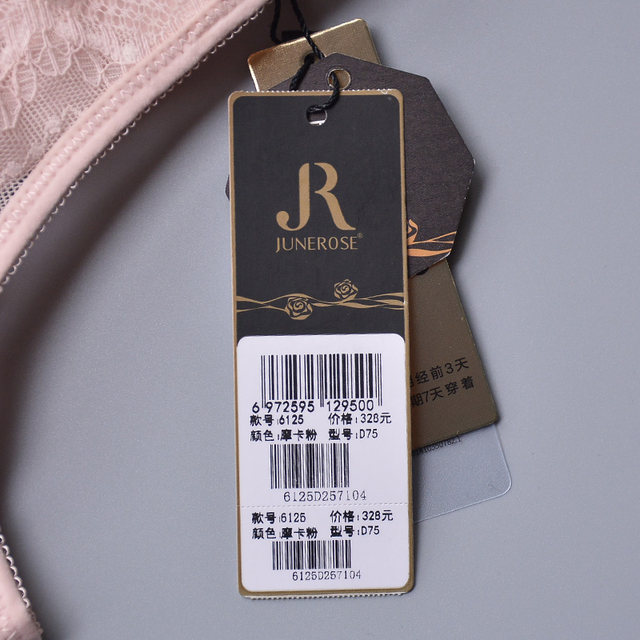 JR
JUNEROSE®
6 972595 129500
款号:6125 价格:328元
颜色:摩卡粉 型号:D75
6125D257104
款号:6125 价格:328元
颜色:摩卡粉 型号:D75
6125D257104
经前3天
期7天穿着